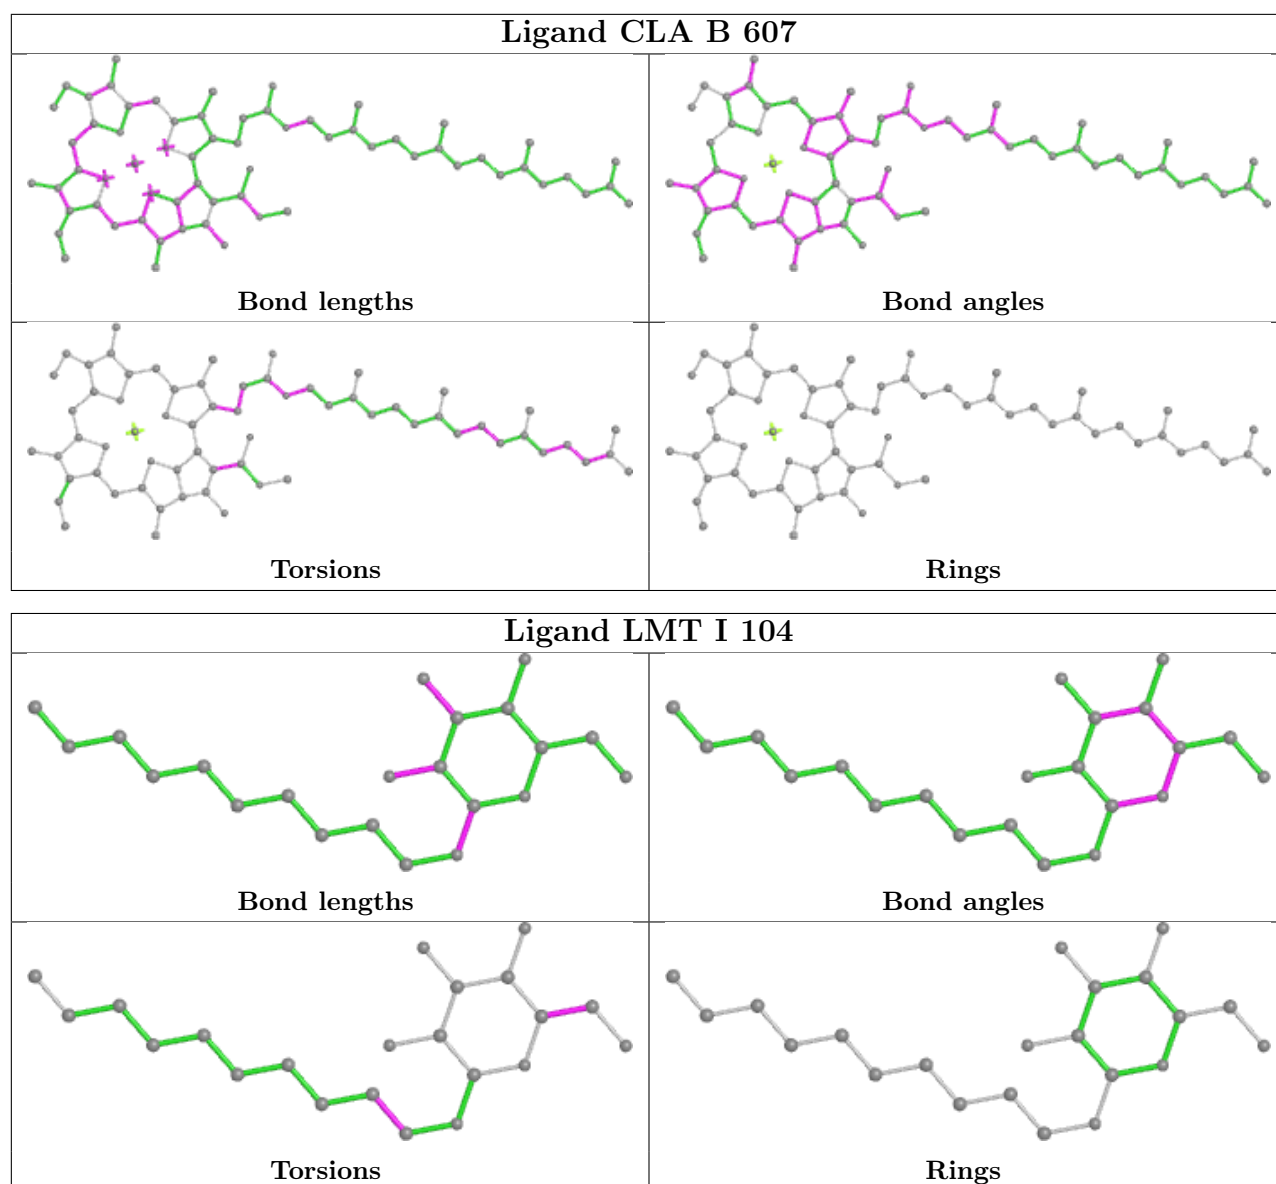 Ligand CLA B 607
Bond lengths
Bond angles
Torsions
Rings
Ligand LMT I 104
Bond lengths
Bond angles
Torsions
Rings